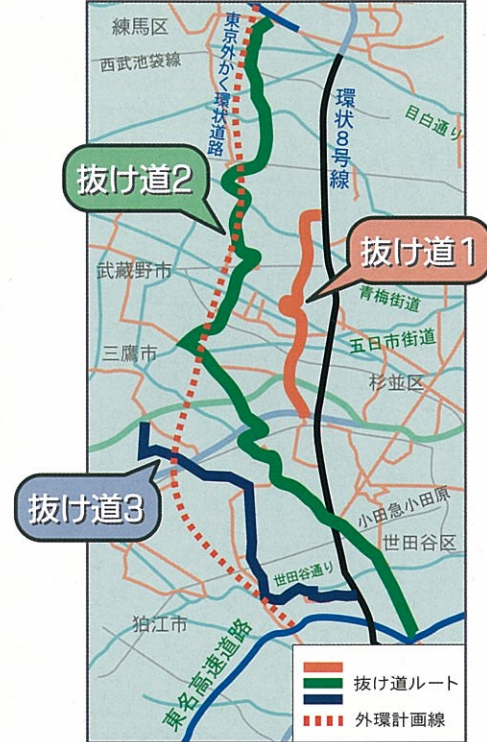 練馬区
西武池袋線
東京外かく環状道路
環状8号線
目白通り
抜け道2
抜け道1
武蔵野市
青梅街道
五日市街道
三鷹市
杉並区
抜け道3
小田急小田原
世田谷区
世田谷通り
狛江市
東名高速道路
抜け道ルート
外環計画線